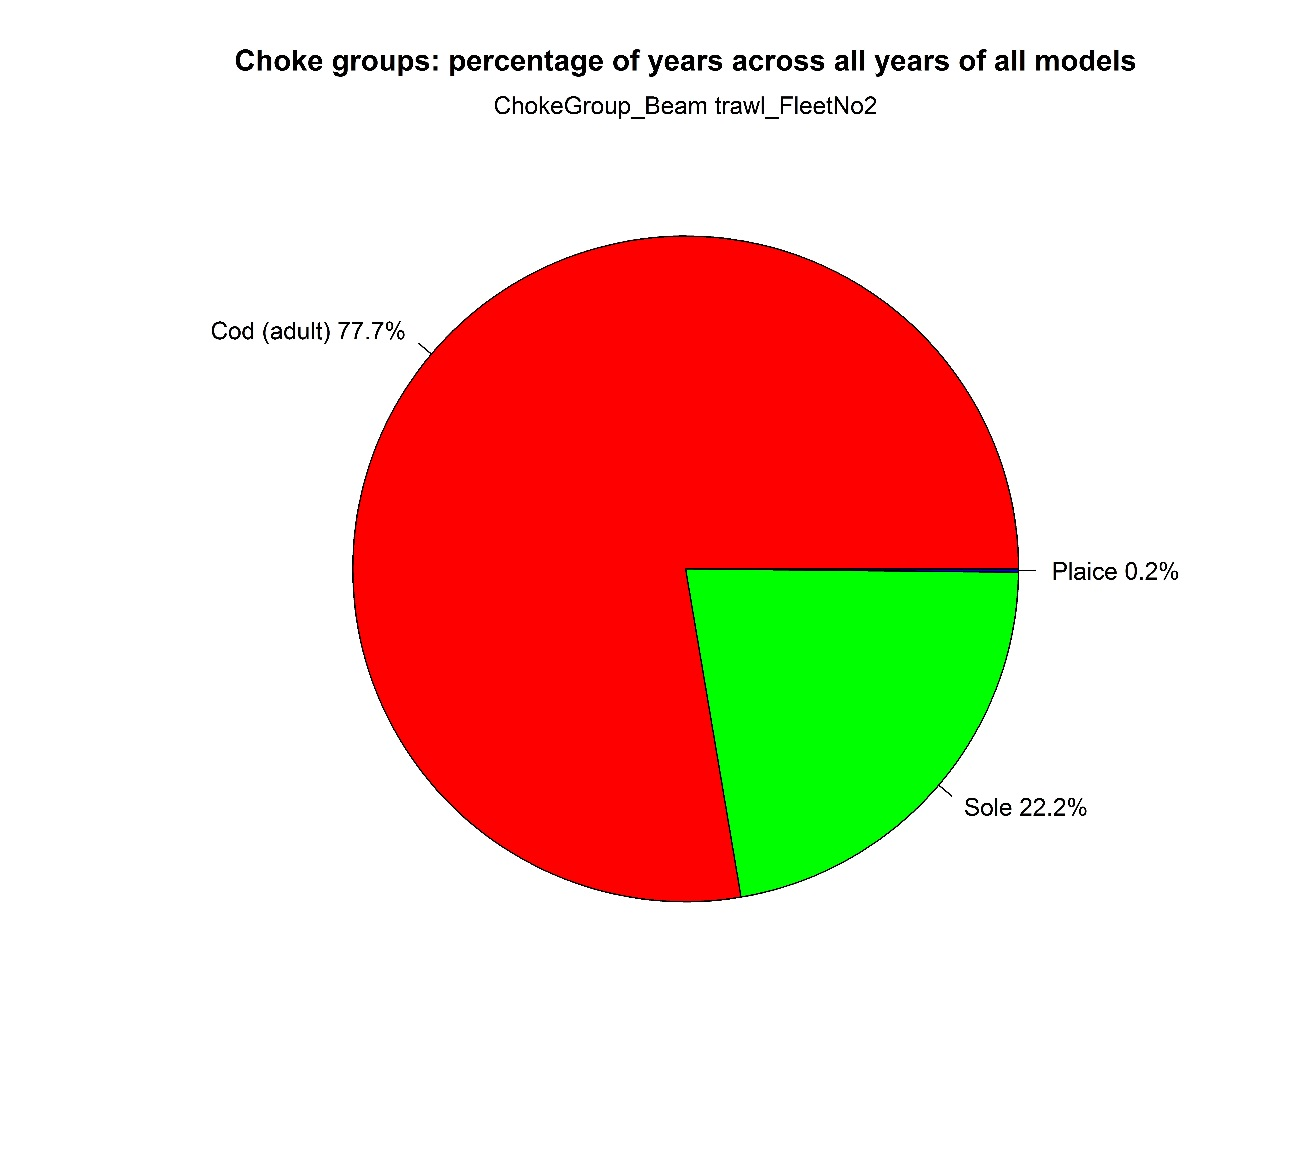 Choke groups: percentage of years across all years of all models
ChokeGroup_Beam trawl_FleetNo2
Cod (adult) 77.7%
Plaice 0.2%
Sole 22.2%